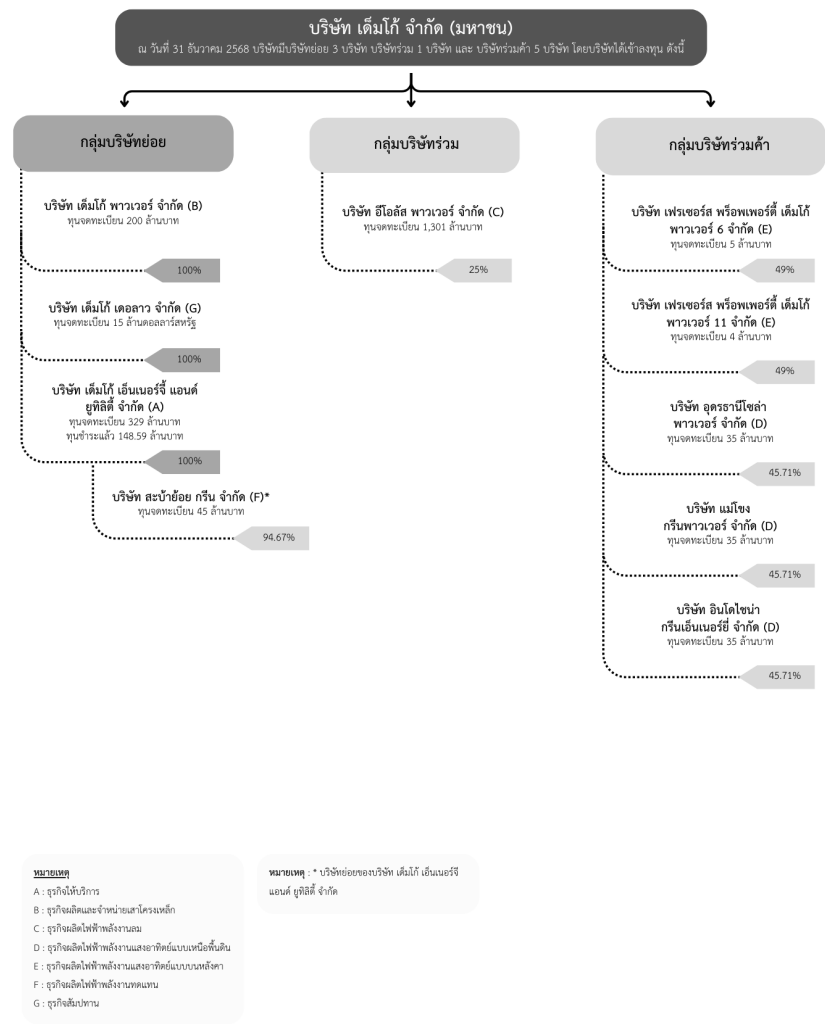 บริษัท เด็มโก้ จำกัด (มหาชน)
ณ วันที่ 31 ธันวาคม 2568 บริษัทมีบริษัทย่อย 3 บริษัท บริษัทร่วม 1 บริษัท และ บริษัทร่วมค้า 5 บริษัท โดยบริษัทได้เข้าลงทุน ดังนี้
กลุ่มบริษัทย่อย
บริษัท เด็มโก้ พาวเวอร์ จำกัด (B)
ทุนจดทะเบียน 200 ล้านบาท
100%
บริษัท เด็มโก้ เดอลาว จำกัด (G)
ทุนจดทะเบียน 15 ล้านดอลลาร์สหรัฐ
100%
บริษัท เด็มโก้ เอ็นเนอร์จี้ แอนด์
ยูทิลิตี้ จำกัด (A)
ทุนจดทะเบียน 329 ล้านบาท
ทุนชำระแล้ว 148.59 ล้านบาท
100%
บริษัท สะบ้าย้อย กรีน จำกัด (F)*
ทุนจดทะเบียน 45 ล้านบาท
94.67%
กลุ่มบริษัทร่วม
บริษัท อีโอลัส พาวเวอร์ จำกัด (C)
ทุนจดทะเบียน 1,301 ล้านบาท
25%
กลุ่มบริษัทร่วมค้า
บริษัท เฟรเซอร์ส พร็อพเพอร์ตี้ เด็มโก้
พาวเวอร์ 6 จำกัด (E)
ทุนจดทะเบียน 5 ล้านบาท
49%
บริษัท เฟรเซอร์ส พร็อพเพอร์ตี้ เด็มโก้
พาวเวอร์ 11 จำกัด (E)
ทุนจดทะเบียน 4 ล้านบาท
49%
บริษัท อุดรธานีโซล่า
พาวเวอร์ จำกัด (D)
ทุนจดทะเบียน 35 ล้านบาท
45.71%
บริษัท แม่โขง
กรีนพาวเวอร์ จำกัด (D)
ทุนจดทะเบียน 35 ล้านบาท
45.71%
บริษัท อินโดไชน่า
กรีนเอ็นเนอร์ยี่ จำกัด (D)
ทุนจดทะเบียน 35 ล้านบาท
45.71%
หมายเหตุ
A : ธุรกิจให้บริการ
B : ธุรกิจผลิตและจำหน่ายเสาโครงเหล็ก
C : ธุรกิจผลิตไฟฟ้าพลังงานลม
D : ธุรกิจผลิตไฟฟ้าพลังงานแสงอาทิตย์แบบเหนือพื้นดิน
E : ธุรกิจผลิตไฟฟ้าพลังงานแสงอาทิตย์แบบบนหลังคา
F : ธุรกิจผลิตไฟฟ้าพลังงานทดแทน
G : ธุรกิจสัมปทาน
หมายเหตุ : * บริษัทย่อยของบริษัท เด็มโก้ เอ็นเนอร์จี
แอนด์ ยูทิลิตี้ จำกัด